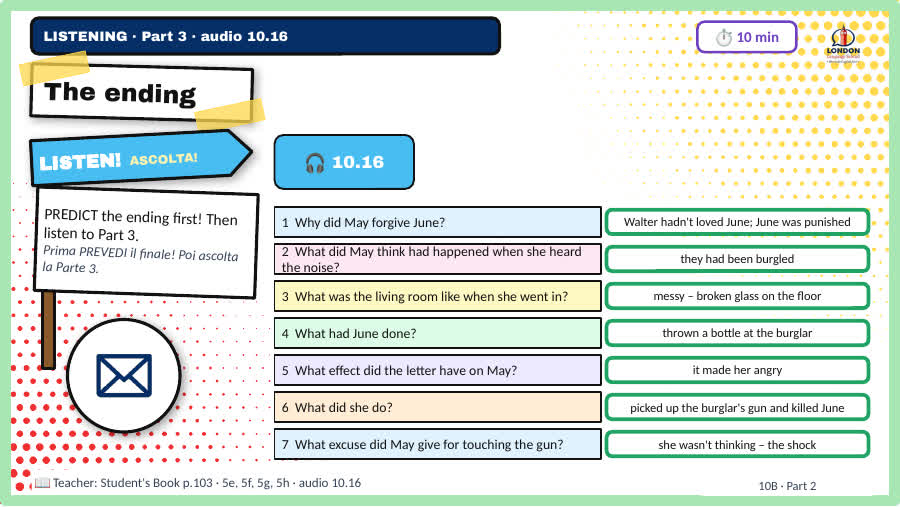 LISTENING · Part 3 · audio 10.16
⏱️ 10 min
LONDON
The ending
LISTEN! ASCOLTA!
🎧 10.16
PREDICT the ending first! Then
listen to Part 3.
Prima PREVEDI il finale! Poi ascolta
la Parte 3.
1 Why did May forgive June?
Walter hadn't loved June; June was punished
2 What did May think had happened when she heard
the noise?
they had been burgled
3 What was the living room like when she went in?
messy – broken glass on the floor
4 What had June done?
thrown a bottle at the burglar
5 What effect did the letter have on May?
it made her angry
6 What did she do?
picked up the burglar's gun and killed June
7 What excuse did May give for touching the gun?
she wasn't thinking – the shock
📖 Teacher: Student's Book p.103 · 5e, 5f, 5g, 5h · audio 10.16
10B · Part 2